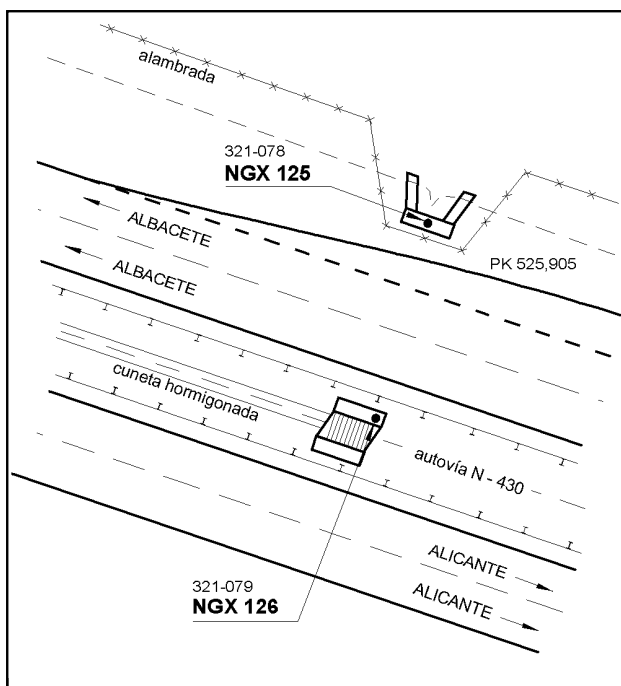 alambrada
321-078
NGX 125
ALBACETE
ALBACETE
PK 525,905
cuneta hormigonada
autovía N - 430
ALICANTE
ALICANTE
321-079
NGX 126